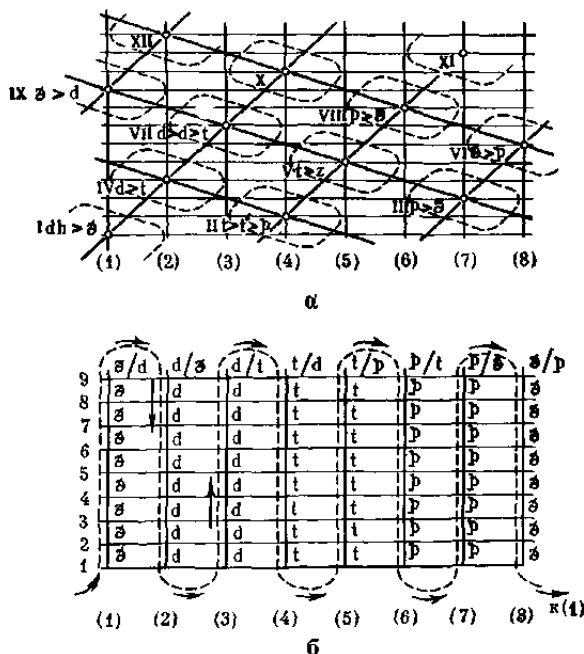 XII
XI
X
IX ð > d
VIII þ ≥ ð
VII d > d ≥ t
VI ð > þ
V t ≥ z
IV d ≥ t
II þ > ð
I dh > ð
II t > t' ≥ þ
(1) (2) (3) (4) (5) (6) (7) (8)
а
ð/d d/ð d/t t/d t/þ þ/t þ/ð ð/þ
9 ð d d t t þ þ ð
8 ð d d t t þ þ ð
7 ð d d t t þ þ ð
6 ð d d t t þ þ ð
5 ð d d t t þ þ ð
4 ð d d t t þ þ ð
3 ð d d t t þ þ ð
2 ð d d t t þ þ ð
1
(1) (2) (3) (4) (5) (6) (7) (8) к(1)
б